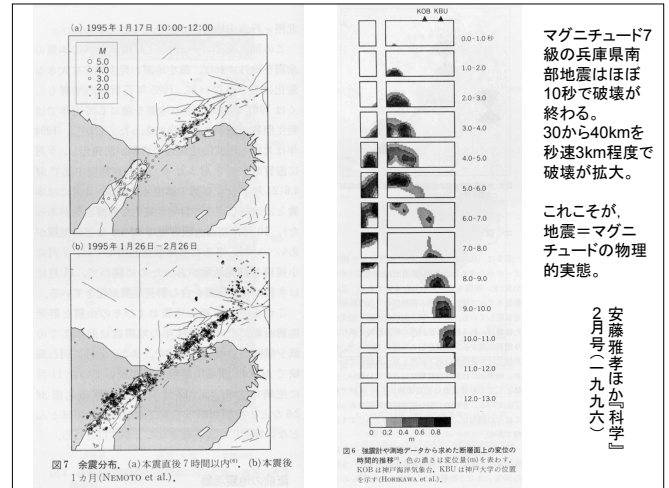 (a) 1995年1月17日 10:00-12:00
M
○ 5.0
○ 4.0
○ 3.0
× 2.0
・ 1.0
(b) 1995年1月26日－2月26日
図7 余震分布。(a)本震直後7時間以内⁽⁶⁾，(b)本震後
1カ月(NEMOTO et al.)。
KOB KBU
0.0-1.0秒
1.0-2.0
2.0-3.0
3.0-4.0
4.0-5.0
5.0-6.0
6.0-7.0
7.0-8.0
8.0-9.0
9.0-10.0
10.0-11.0
11.0-12.0
12.0-13.0
0 0.2 0.4 0.6 0.8
m
図6 強震計や測地データから求めた断層面上の変位の
時間的推移，色の濃さは変位量(m)を表わす。
KOBは神戸海洋気象台，KBUは神戸大学の位置
を示す(HORIKAWA et al.)。
マグニチュード7
級の兵庫県南
部地震はほぼ
10秒で破壊が
終わる。
30から40kmを
秒速3km程度で
破壊が拡大。
これこそが，
地震＝マグニ
チュードの物理
的実態。
安藤雅孝ほか『科学』
２月号（一九九六）